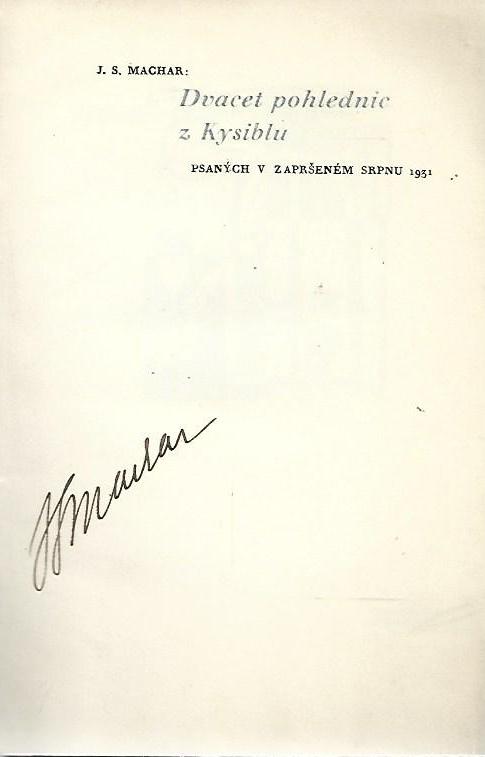 J. S. MACHAR:
Dvacet pohlednic
z Kysiblu
PSANÝCH V ZAPRŠENÉM SRPNU 1931
JSMachar